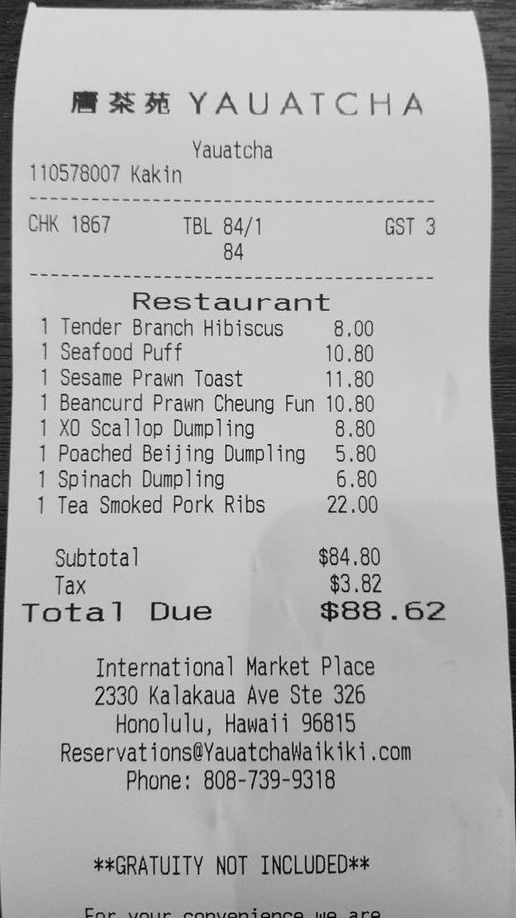 唐茶苑 YAUATCHA
Yauatcha
110578007 Kakin
CHK 1867 TBL 84/1 GST 3
84
Restaurant
1 Tender Branch Hibiscus 8.00
1 Seafood Puff 10.80
1 Sesame Prawn Toast 11.80
1 Beancurd Prawn Cheung Fun 10.80
1 XO Scallop Dumpling 8.80
1 Poached Beijing Dumpling 5.80
1 Spinach Dumpling 6.80
1 Tea Smoked Pork Ribs 22.00
Subtotal $84.80
Tax $3.82
Total Due $88.62
International Market Place
2330 Kalakaua Ave Ste 326
Honolulu, Hawaii 96815
Reservations@YauatchaWaikiki.com
Phone: 808-739-9318
**GRATUITY NOT INCLUDED**
For your convenience we are